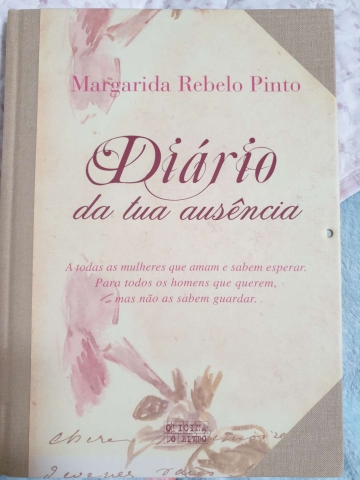 Margarida Rebelo Pinto
Diário
da tua ausência
A todas as mulheres que amam e sabem esperar.
Para todos os homens que querem,
mas não as sabem guardar.
OFICINA
DO LIVRO